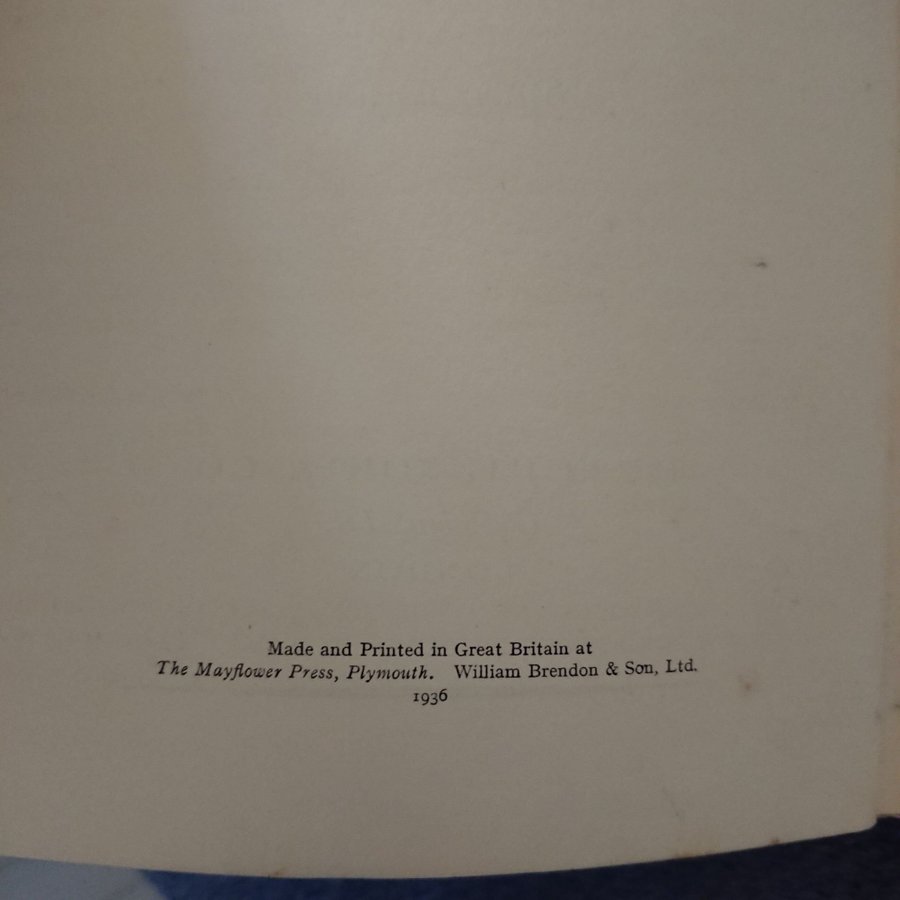 Made and Printed in Great Britain at
The Mayflower Press, Plymouth. William Brendon & Son, Ltd.
1936